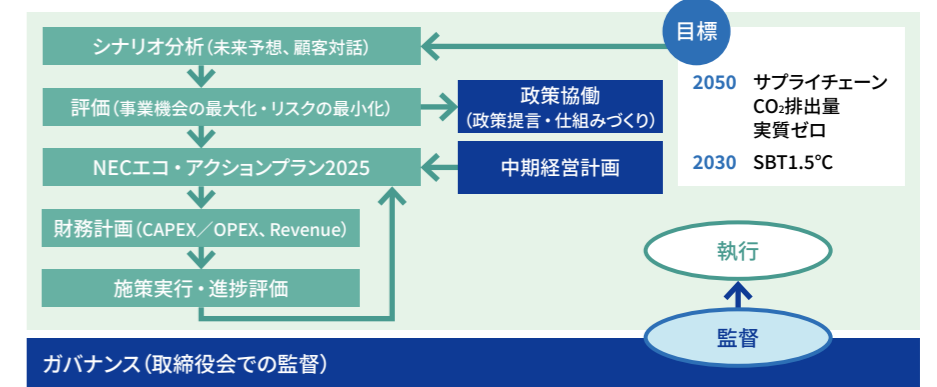 目標
シナリオ分析（未来予想、顧客対話）
2050 サプライチェーン
CO₂排出量
実質ゼロ
2030 SBT1.5℃
評価（事業機会の最大化・リスクの最小化）
政策協働
（政策提言・仕組みづくり）
NECエコ・アクションプラン2025
中期経営計画
財務計画（CAPEX／OPEX、Revenue）
施策実行・進捗評価
執行
監督
ガバナンス（取締役会での監督）